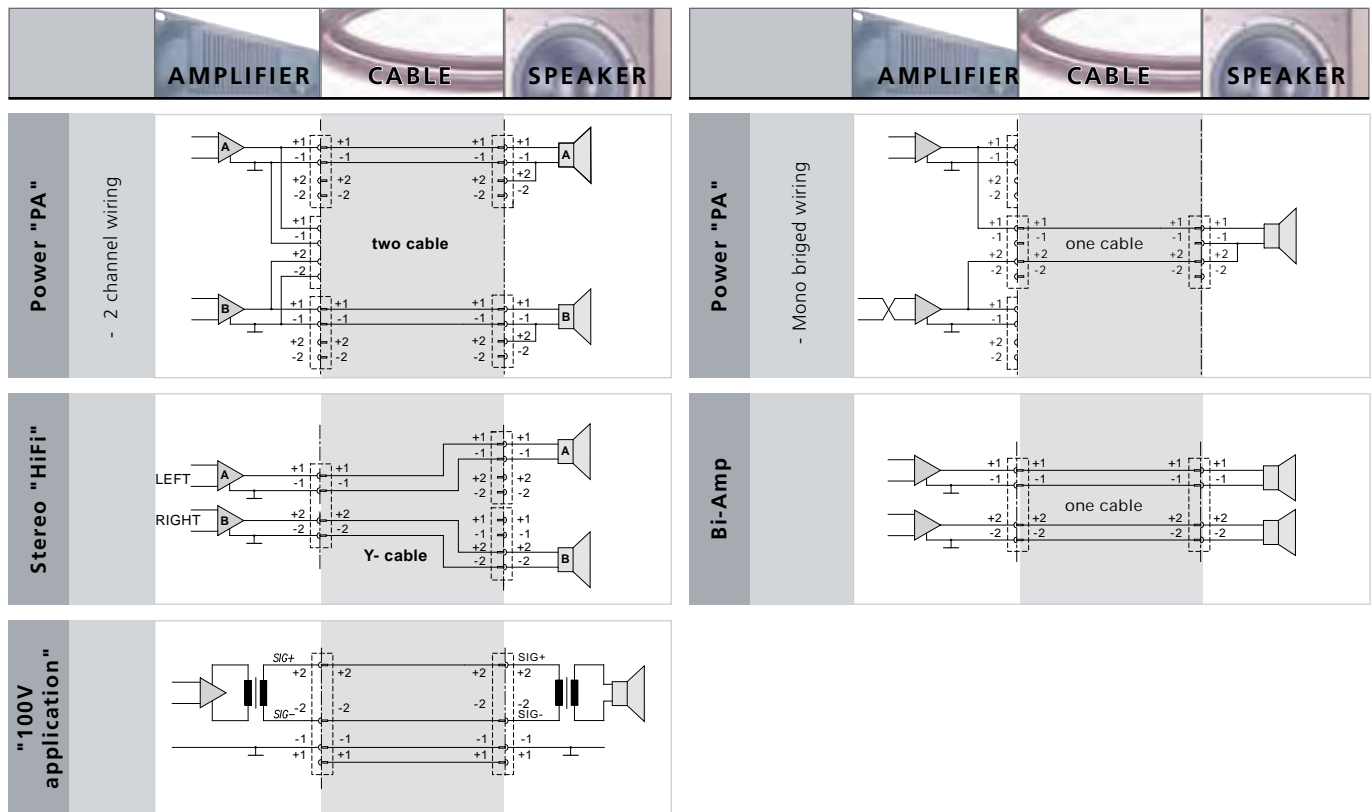 AMPLIFIER CABLE SPEAKER
Power "PA"
- 2 channel wiring
A +1 +1 +1 +1 A
-1 -1 -1 -1
+2 +2 +2 +2
-2 -2 -2 -2
+1
-1
two cable
+2
-2
B +1 +1 +1 +1 B
-1 -1 -1 -1
+2 +2 +2 +2
-2 -2 -2 -2
Stereo "HiFi"
+1 +1 A
-1 -1
LEFT A +1 +1 +2 +2
-1 -1 -2 -2
RIGHT B +2 +2 +1 +1
-2 -2 -1 -1
Y- cable +2 +2 B
-2 -2
"100V
application"
SIG+ SIG+
+2 +2 +2 +2
-2 -2 -2 -2
SIG– SIG-
-1 -1 -1 -1
+1 +1 +1 +1
AMPLIFIER CABLE SPEAKER
Power "PA"
- Mono briged wiring
+1
-1
+2
-2
+1 +1 +1 +1
-1 -1 one cable -1 -1
+2 +2 +2 +2
-2 -2 -2 -2
+1
-1
+2
-2
Bi-Amp
+1 +1 +1 +1
-1 -1 -1 -1
one cable
+2 +2 +2 +2
-2 -2 -2 -2